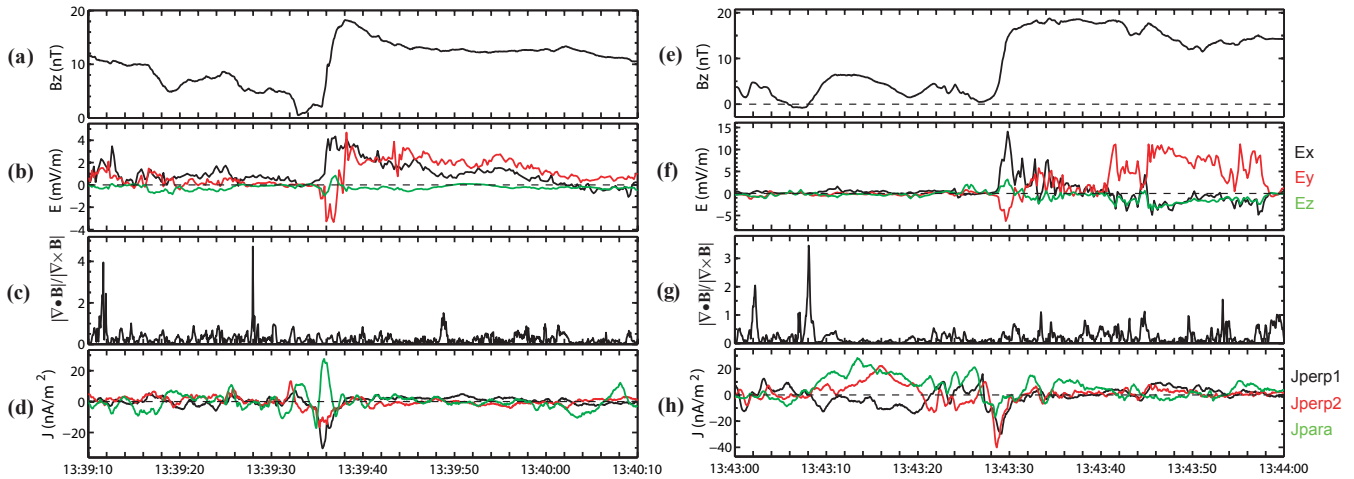 (a)
Bz (nT)
20
10
0
(b)
E (mV/m)
4
2
0
−2
−4
(c)
|∇•B|/|∇×B|
4
2
0
(d)
J (nA/m²)
20
0
−20
13:39:10 13:39:20 13:39:30 13:39:40 13:39:50 13:40:00 13:40:10
(e)
Bz (nT)
20
15
10
5
0
(f)
E (mV/m)
15
10
5
0
−5
Ex
Ey
Ez
(g)
|∇•B|/|∇×B|
3
2
1
0
(h)
J (nA/m²)
20
0
−20
−40
Jperp1
Jperp2
Jpara
13:43:00 13:43:10 13:43:20 13:43:30 13:43:40 13:43:50 13:44:00